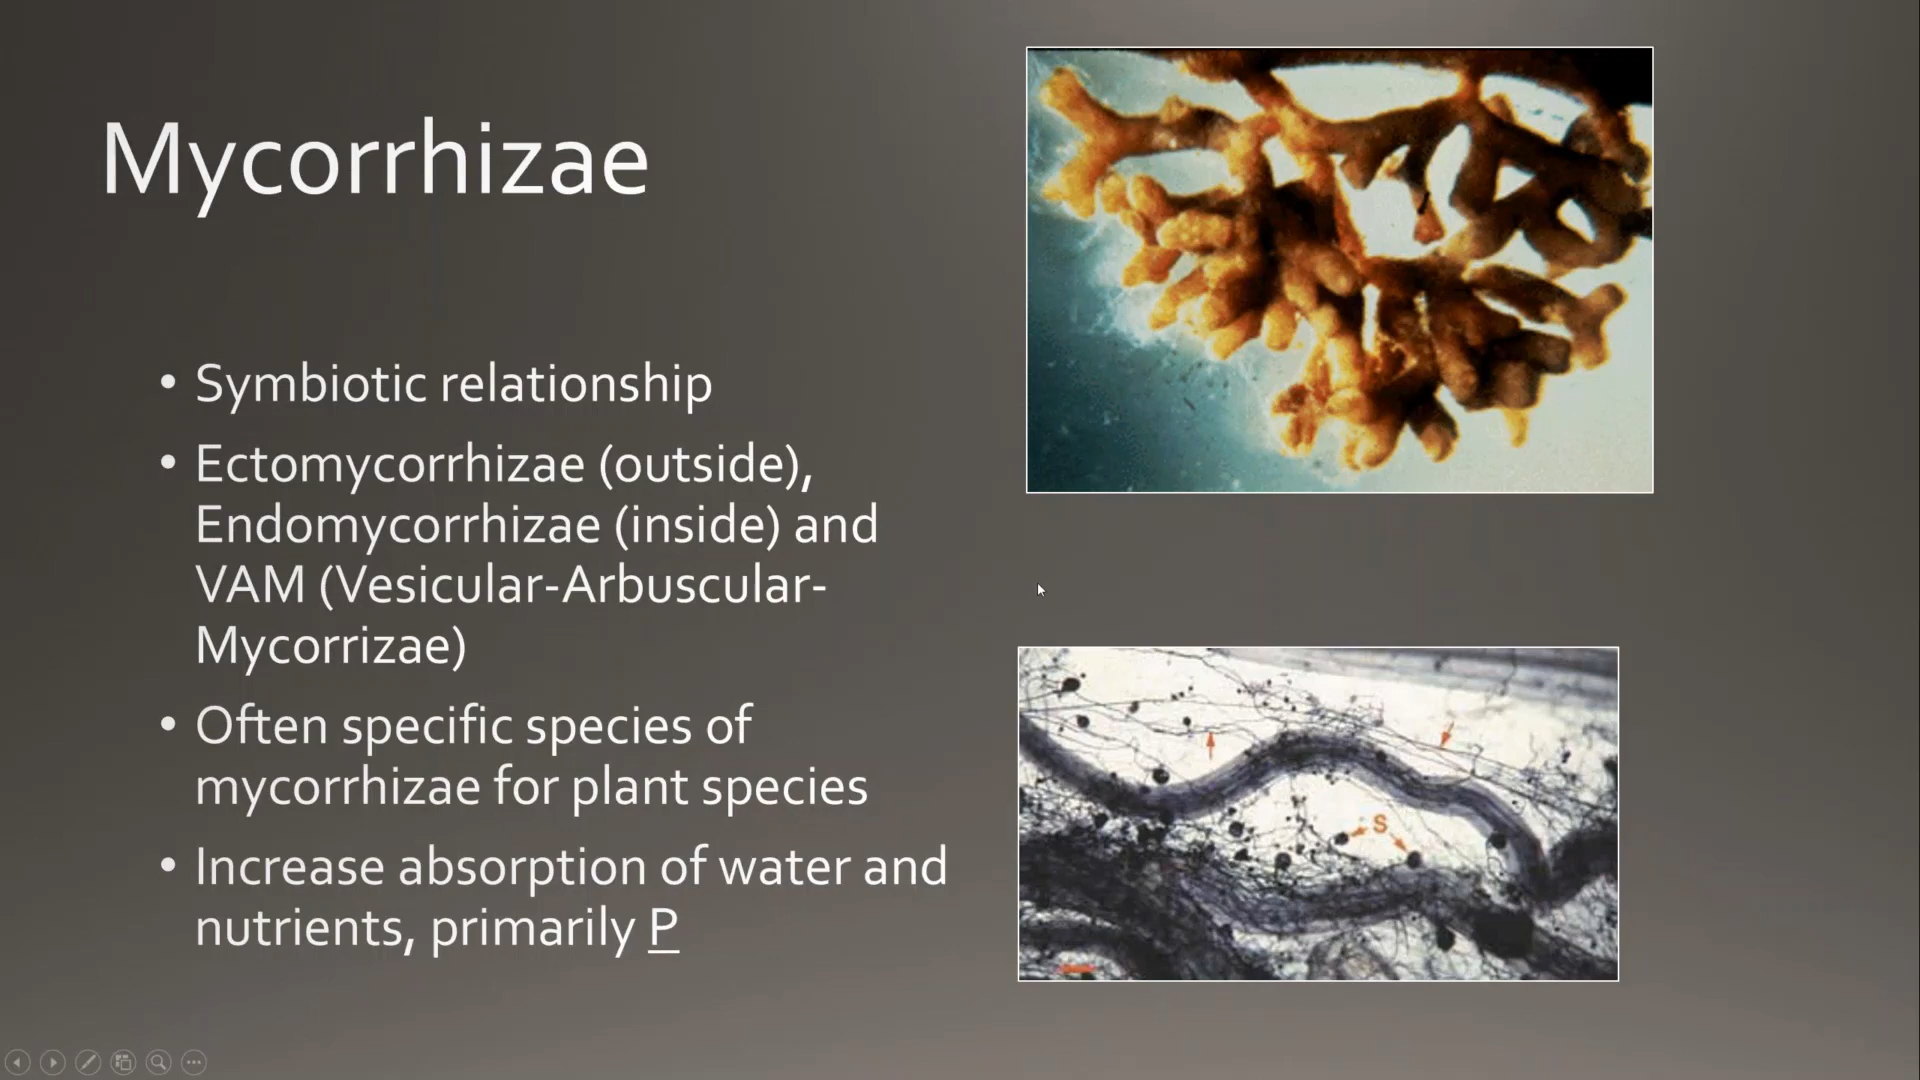 Mycorrhizae
• Symbiotic relationship
• Ectomycorrhizae (outside),
Endomycorrhizae (inside) and
VAM (Vesicular-Arbuscular-
Mycorrizae)
• Often specific species of
mycorrhizae for plant species
• Increase absorption of water and
nutrients, primarily P
S